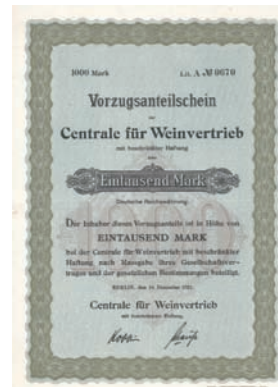 1000 Mark Lit. A № 0670
Vorzugsanteilschein
der
Centrale für Weinvertrieb
mit beschränkter Haftung
über
Eintausend Mark
Deutsche Reichswährung
Der Inhaber dieses Vorzugsanteils ist in Höhe von
EINTAUSEND MARK
bei der Centrale für Weinvertrieb mit beschränkter
Haftung nach Massgabe ihres Gesellschaftsver-
trages und der gesetzlichen Bestimmungen beteiligt.
BERLIN, den Dezember
Centrale für Weinvertrieb
mit beschränkter Haftung.